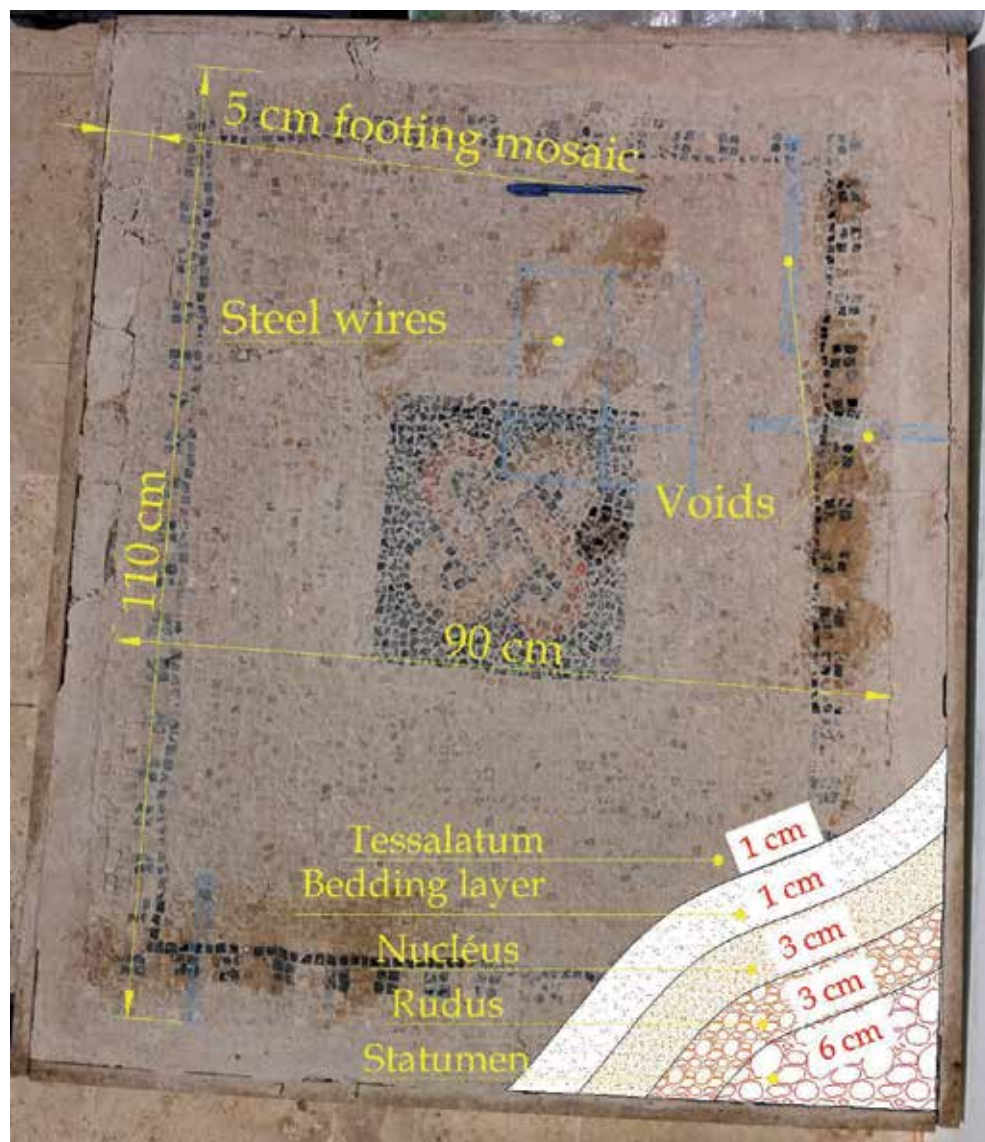 5 cm footing mosaic
Steel wires
Voids
110 cm
90 cm
Tessalatum
1 cm
Bedding layer
1 cm
Nucléus
3 cm
Rudus
3 cm
Statumen
6 cm